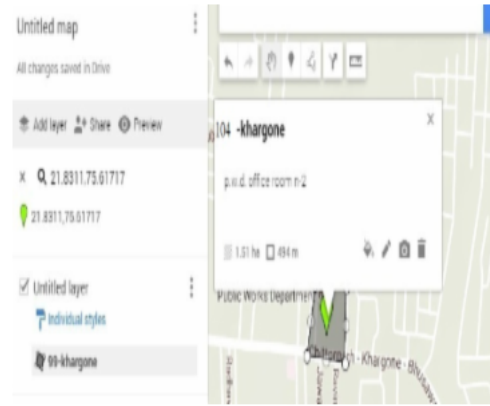 Untitled map
All changes saved in Drive
Add layer
Share
Preview
21.8311,75.61717
21.8311,75.61717
Untitled layer
Individual styles
99-khargone
104 -khargone
p.w.d. office room n-2
1.51 ha
494 m
Public Works Department
Khargone - Bhusaw